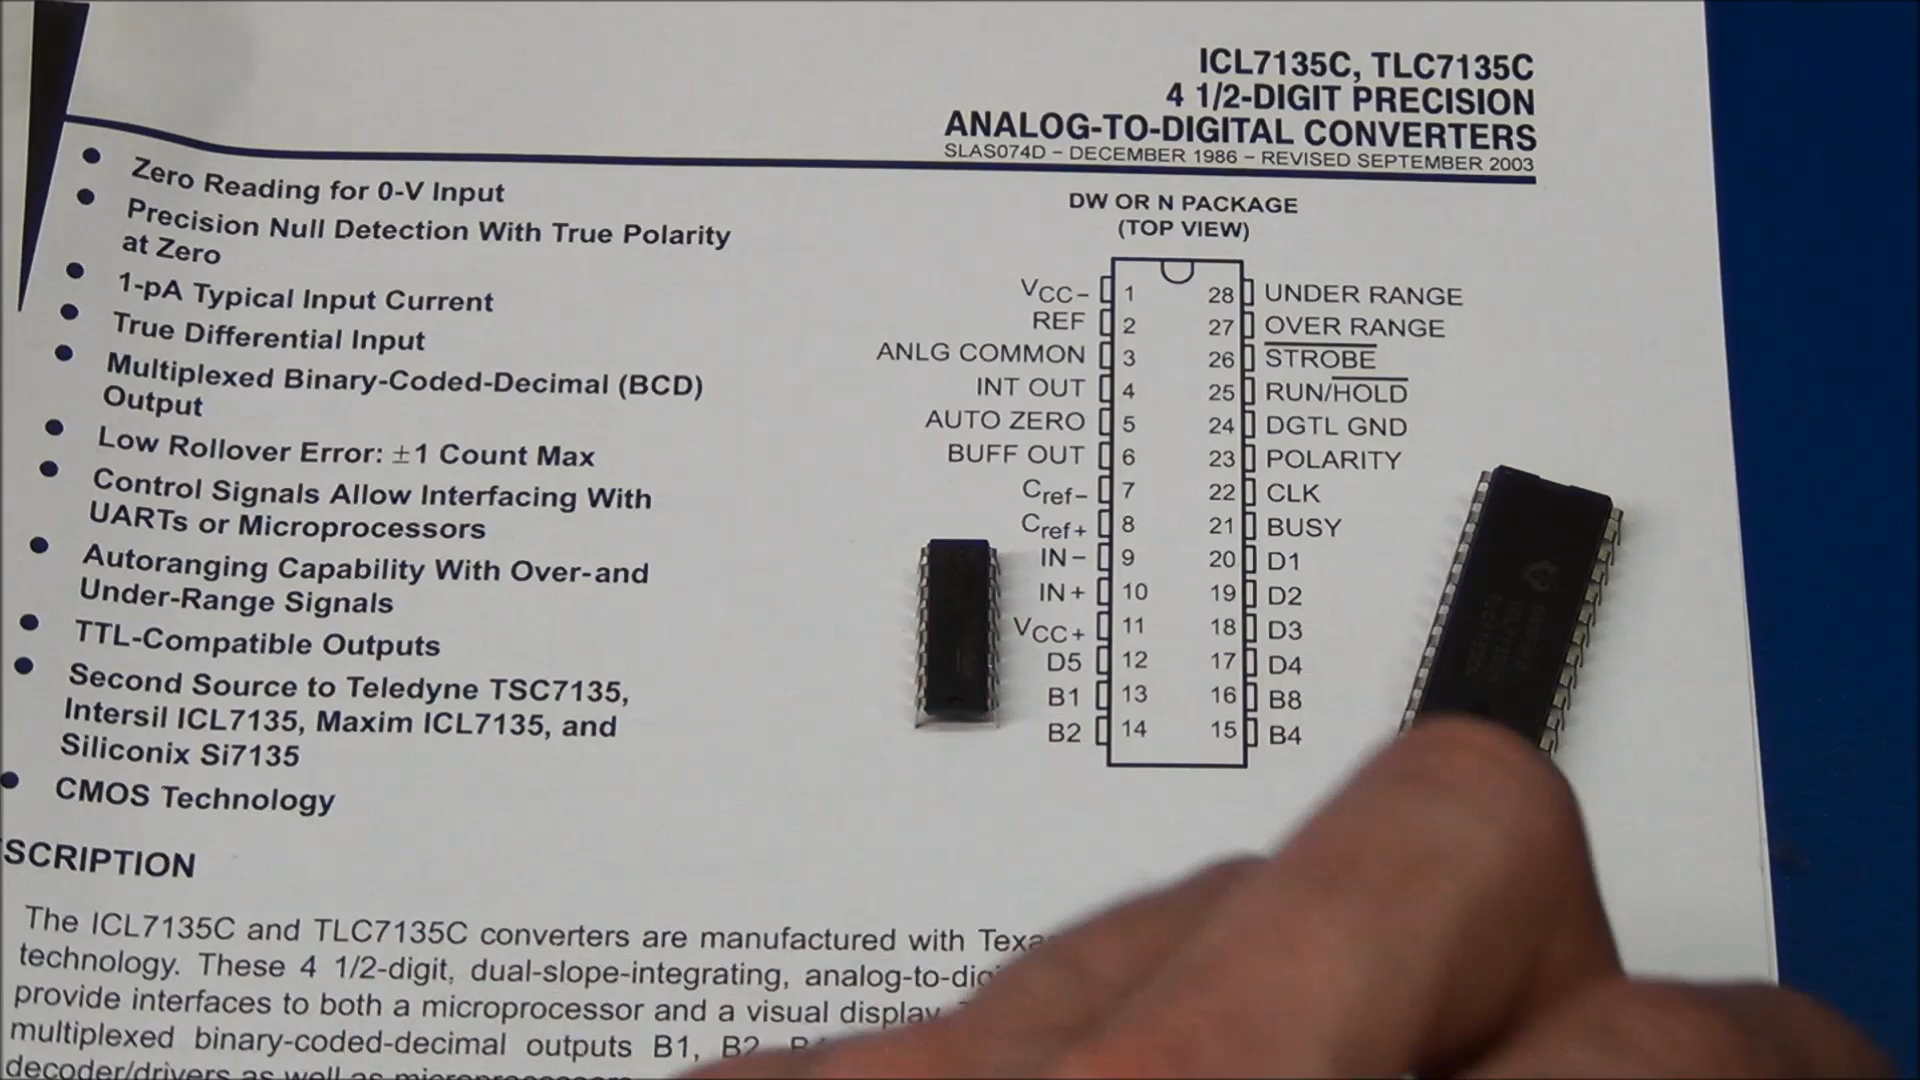 ICL7135C, TLC7135C
4 1/2-DIGIT PRECISION
ANALOG-TO-DIGITAL CONVERTERS
SLAS074D – DECEMBER 1986 – REVISED SEPTEMBER 2003
Zero Reading for 0-V Input
Precision Null Detection With True Polarity
at Zero
1-pA Typical Input Current
True Differential Input
Multiplexed Binary-Coded-Decimal (BCD)
Output
Low Rollover Error: ±1 Count Max
Control Signals Allow Interfacing With
UARTs or Microprocessors
Autoranging Capability With Over-and
Under-Range Signals
TTL-Compatible Outputs
Second Source to Teledyne TSC7135,
Intersil ICL7135, Maxim ICL7135, and
Siliconix Si7135
CMOS Technology
DW OR N PACKAGE
(TOP VIEW)
VCC– 1 28 UNDER RANGE
REF 2 27 OVER RANGE
ANLG COMMON 3 26 STROBE
INT OUT 4 25 RUN/HOLD
AUTO ZERO 5 24 DGTL GND
BUFF OUT 6 23 POLARITY
Cref– 7 22 CLK
Cref+ 8 21 BUSY
IN– 9 20 D1
IN+ 10 19 D2
VCC+ 11 18 D3
D5 12 17 D4
B1 13 16 B8
B2 14 15 B4
SCRIPTION
The ICL7135C and TLC7135C converters are manufactured with Texa
technology. These 4 1/2-digit, dual-slope-integrating, analog-to-dig
provide interfaces to both a microprocessor and a visual display.
multiplexed binary-coded-decimal outputs B1, B2,
decoder/drivers as well as